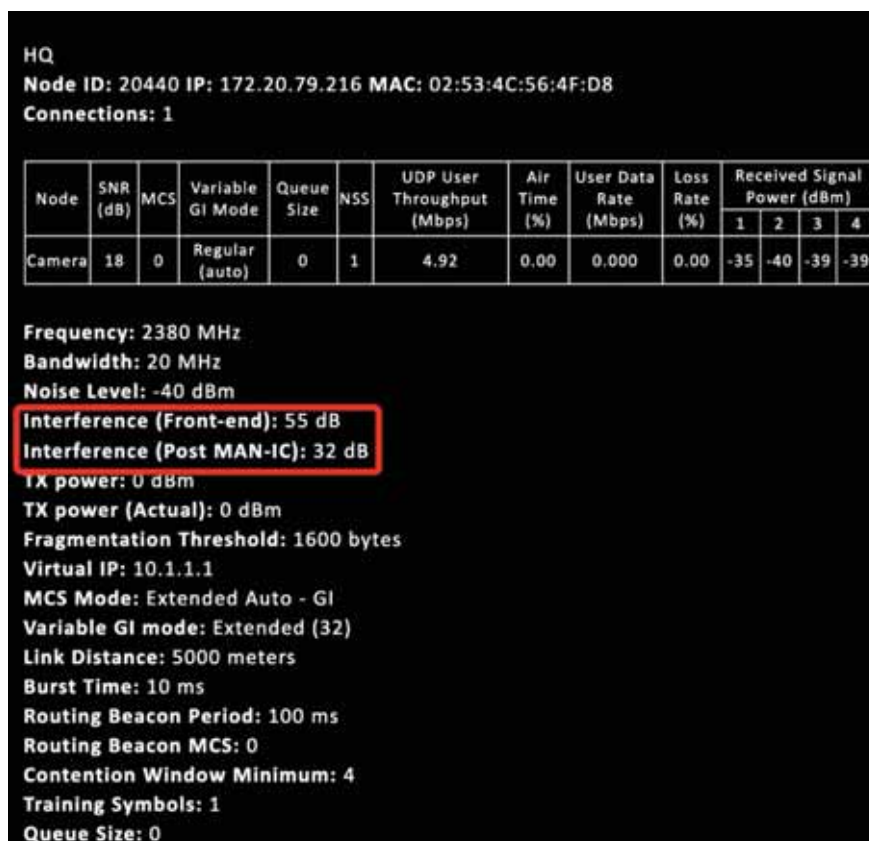 HQ
Node ID: 20440 IP: 172.20.79.216 MAC: 02:53:4C:56:4F:D8
Connections: 1
Node SNR (dB) MCS Variable GI Mode Queue Size NSS UDP User Throughput (Mbps) Air Time (%) User Data Rate (Mbps) Loss Rate (%) Received Signal Power (dBm)
1 2 3 4
Camera 18 0 Regular (auto) 0 1 4.92 0.00 0.000 0.00 -35 -40 -39 -39
Frequency: 2380 MHz
Bandwidth: 20 MHz
Noise Level: -40 dBm
Interference (Front-end): 55 dB
Interference (Post MAN-IC): 32 dB
TX power: 0 dBm
TX power (Actual): 0 dBm
Fragmentation Threshold: 1600 bytes
Virtual IP: 10.1.1.1
MCS Mode: Extended Auto - GI
Variable GI mode: Extended (32)
Link Distance: 5000 meters
Burst Time: 10 ms
Routing Beacon Period: 100 ms
Routing Beacon MCS: 0
Contention Window Minimum: 4
Training Symbols: 1
Queue Size: 0